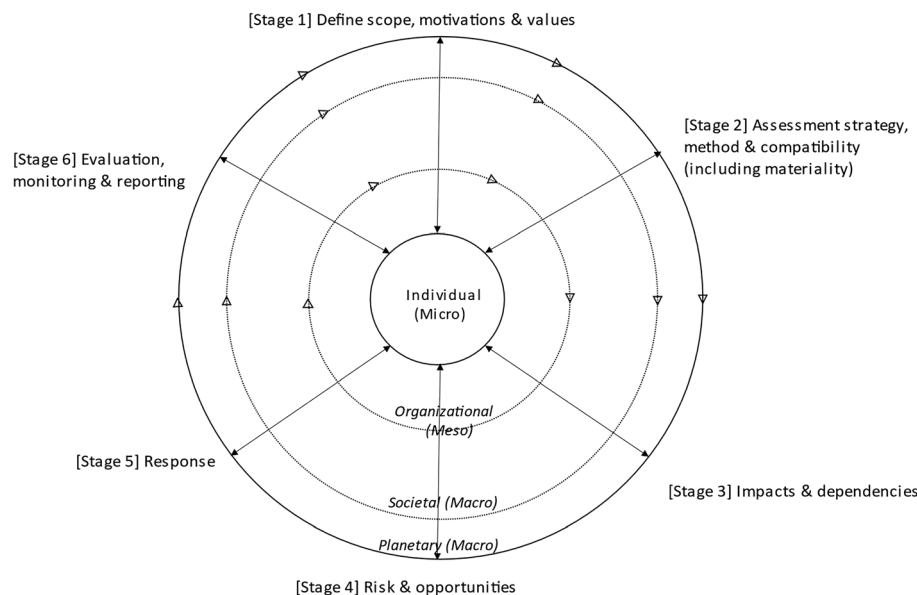 [Stage 1] Define scope, motivations & values
[Stage 2] Assessment strategy,
method & compatibility
(including materiality)
[Stage 6] Evaluation,
monitoring & reporting
Individual
(Micro)
Organizational
(Meso)
[Stage 5] Response
[Stage 3] Impacts & dependencies
Societal (Macro)
Planetary (Macro)
[Stage 4] Risk & opportunities